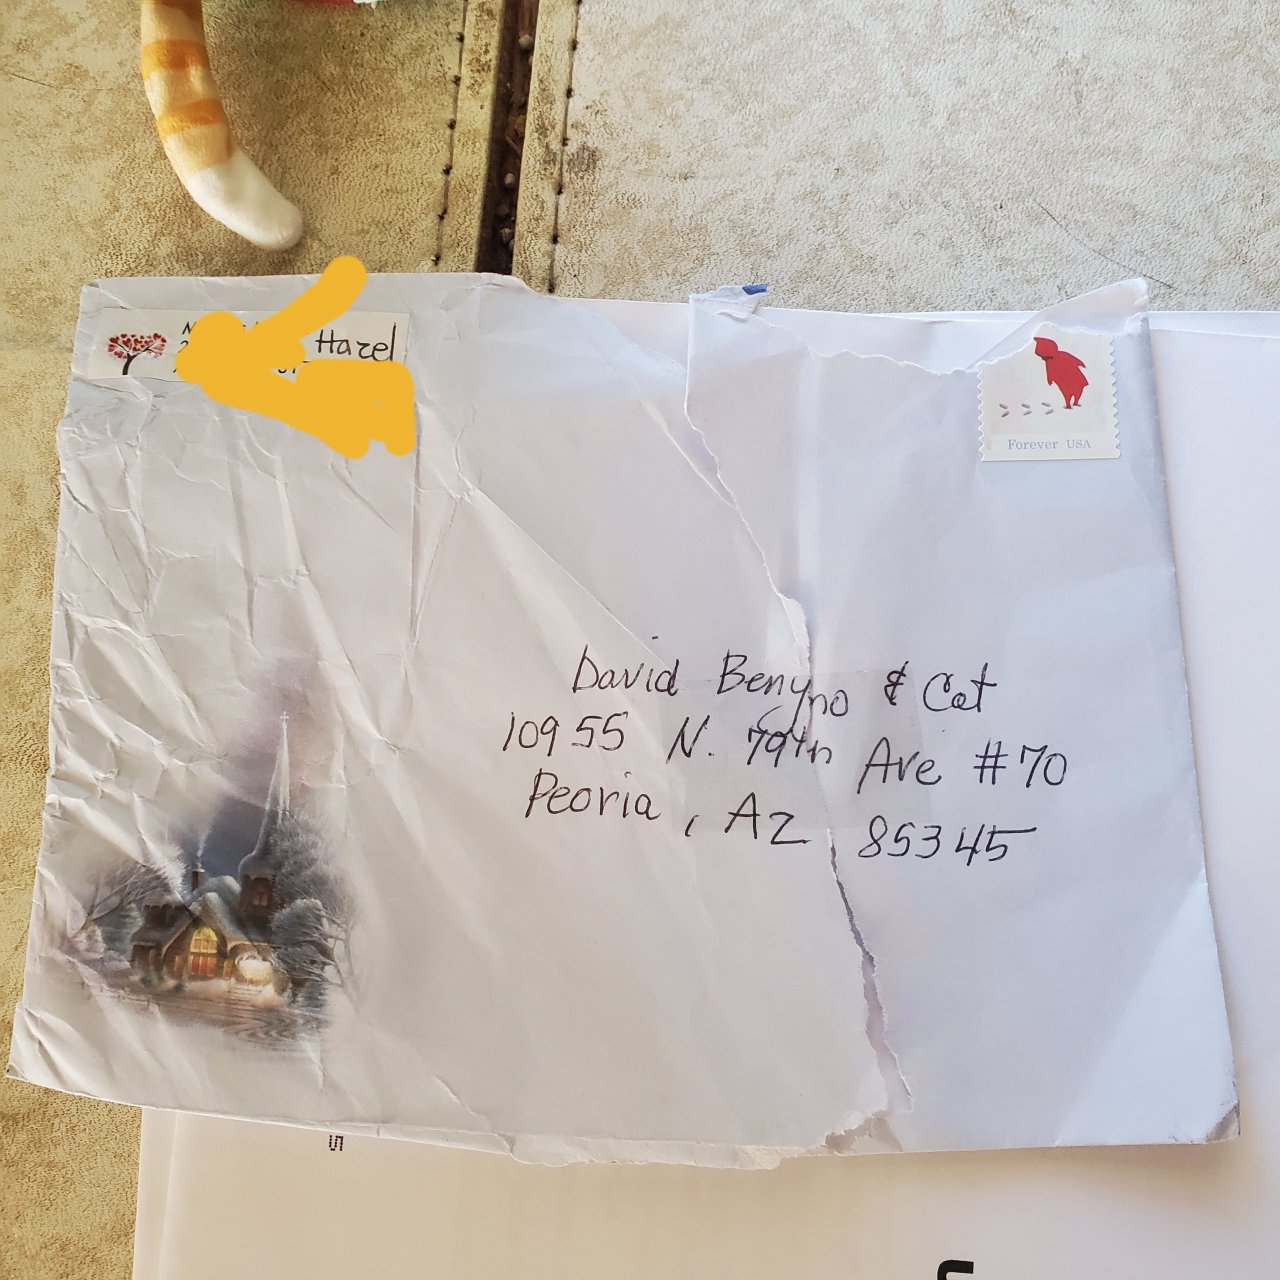 Hazel
Forever USA
David Benyno & Cat
10955 N. 79th Ave #70
Peoria, Az 85345
S